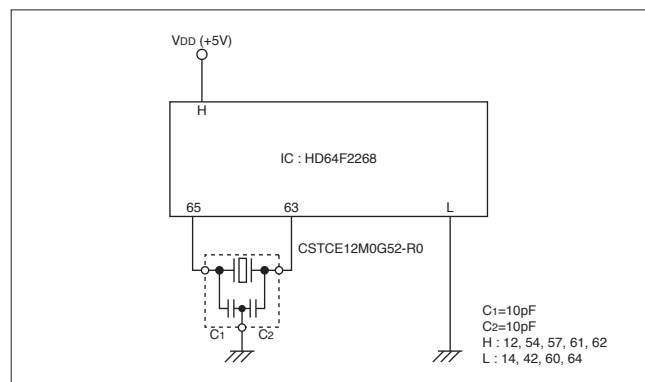 VDD (+5V)
H
IC : HD64F2268
65 63 L
CSTCE12M0G52-R0
C1 C2
C1=10pF
C2=10pF
H : 12, 54, 57, 61, 62
L : 14, 42, 60, 64